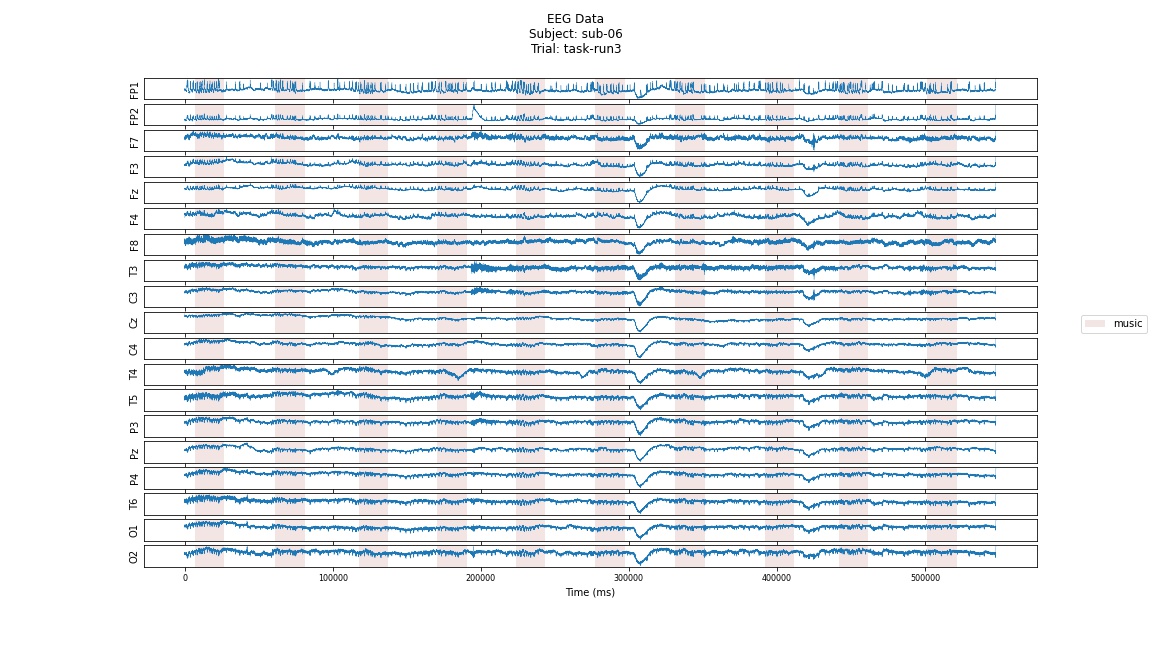 EEG Data
Subject: sub-06
Trial: task-run3
FP1
FP2
F7
F3
Fz
F4
F8
T3
C3
Cz
C4
T4
T5
P3
Pz
P4
T6
O1
O2
music
0 100000 200000 300000 400000 500000
Time (ms)